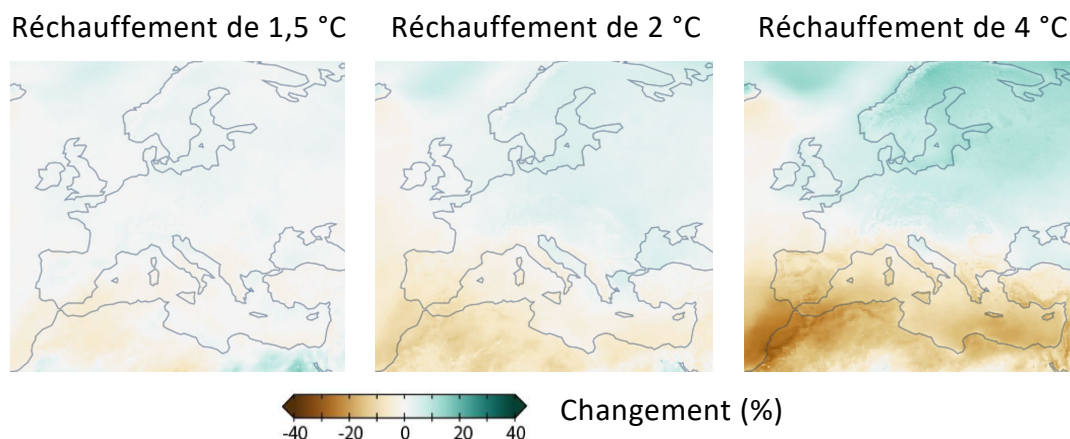 Réchauffement de 1,5 °C
Réchauffement de 2 °C
Réchauffement de 4 °C
Changement (%)
-40 -20 0 20 40